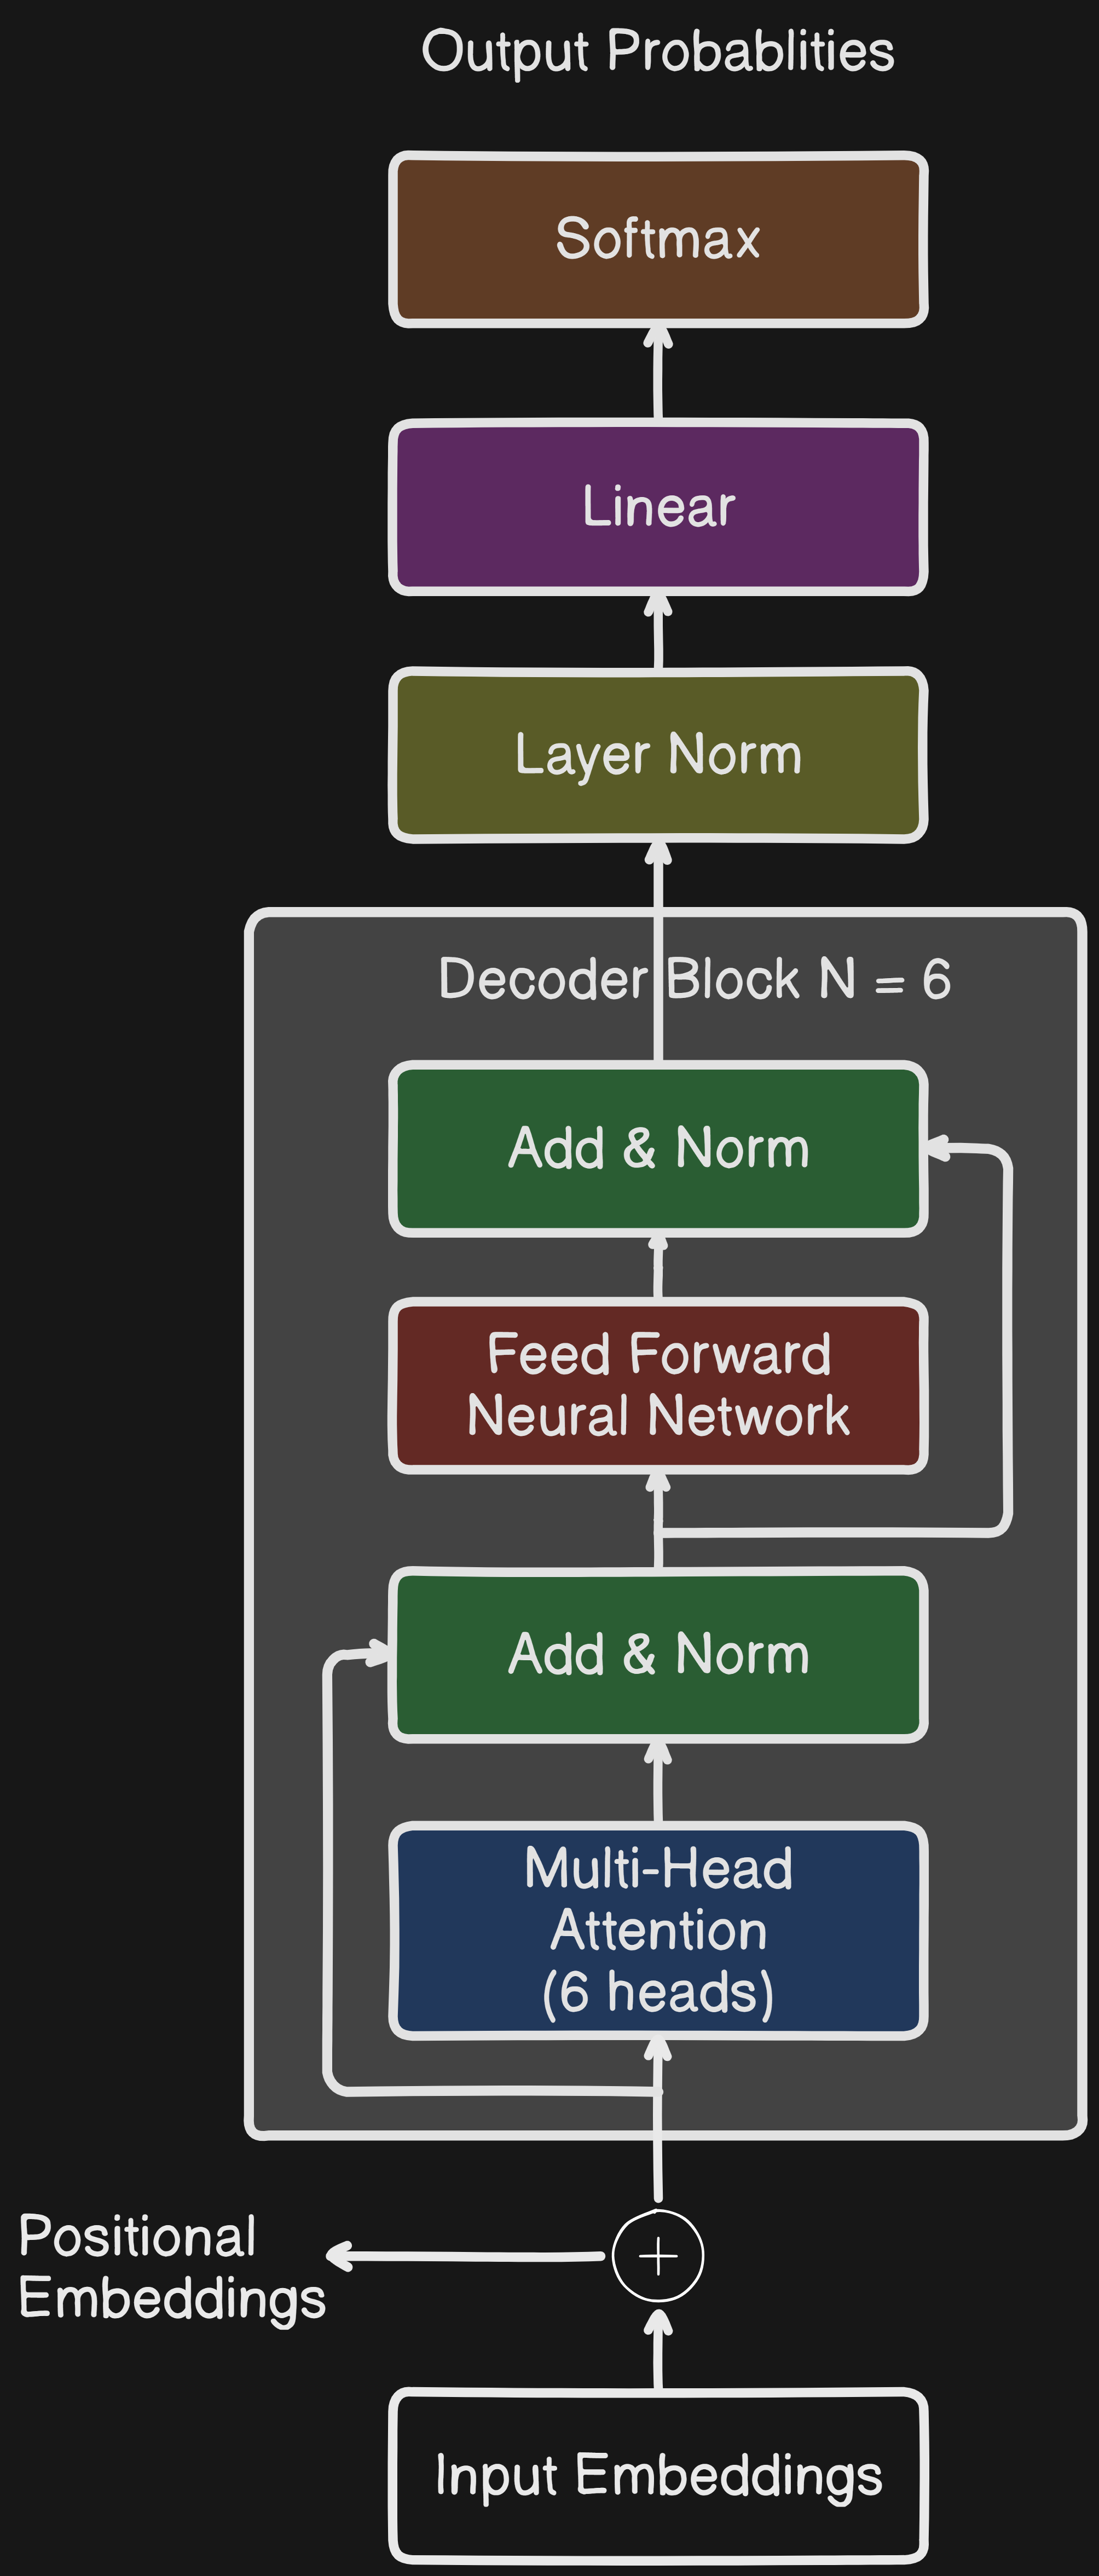 Output Probablities
Softmax
Linear
Layer Norm
Decoder Block N = 6
Add & Norm
Feed Forward
Neural Network
Add & Norm
Multi-Head
Attention
(6 heads)
Positional
Embeddings
Input Embeddings